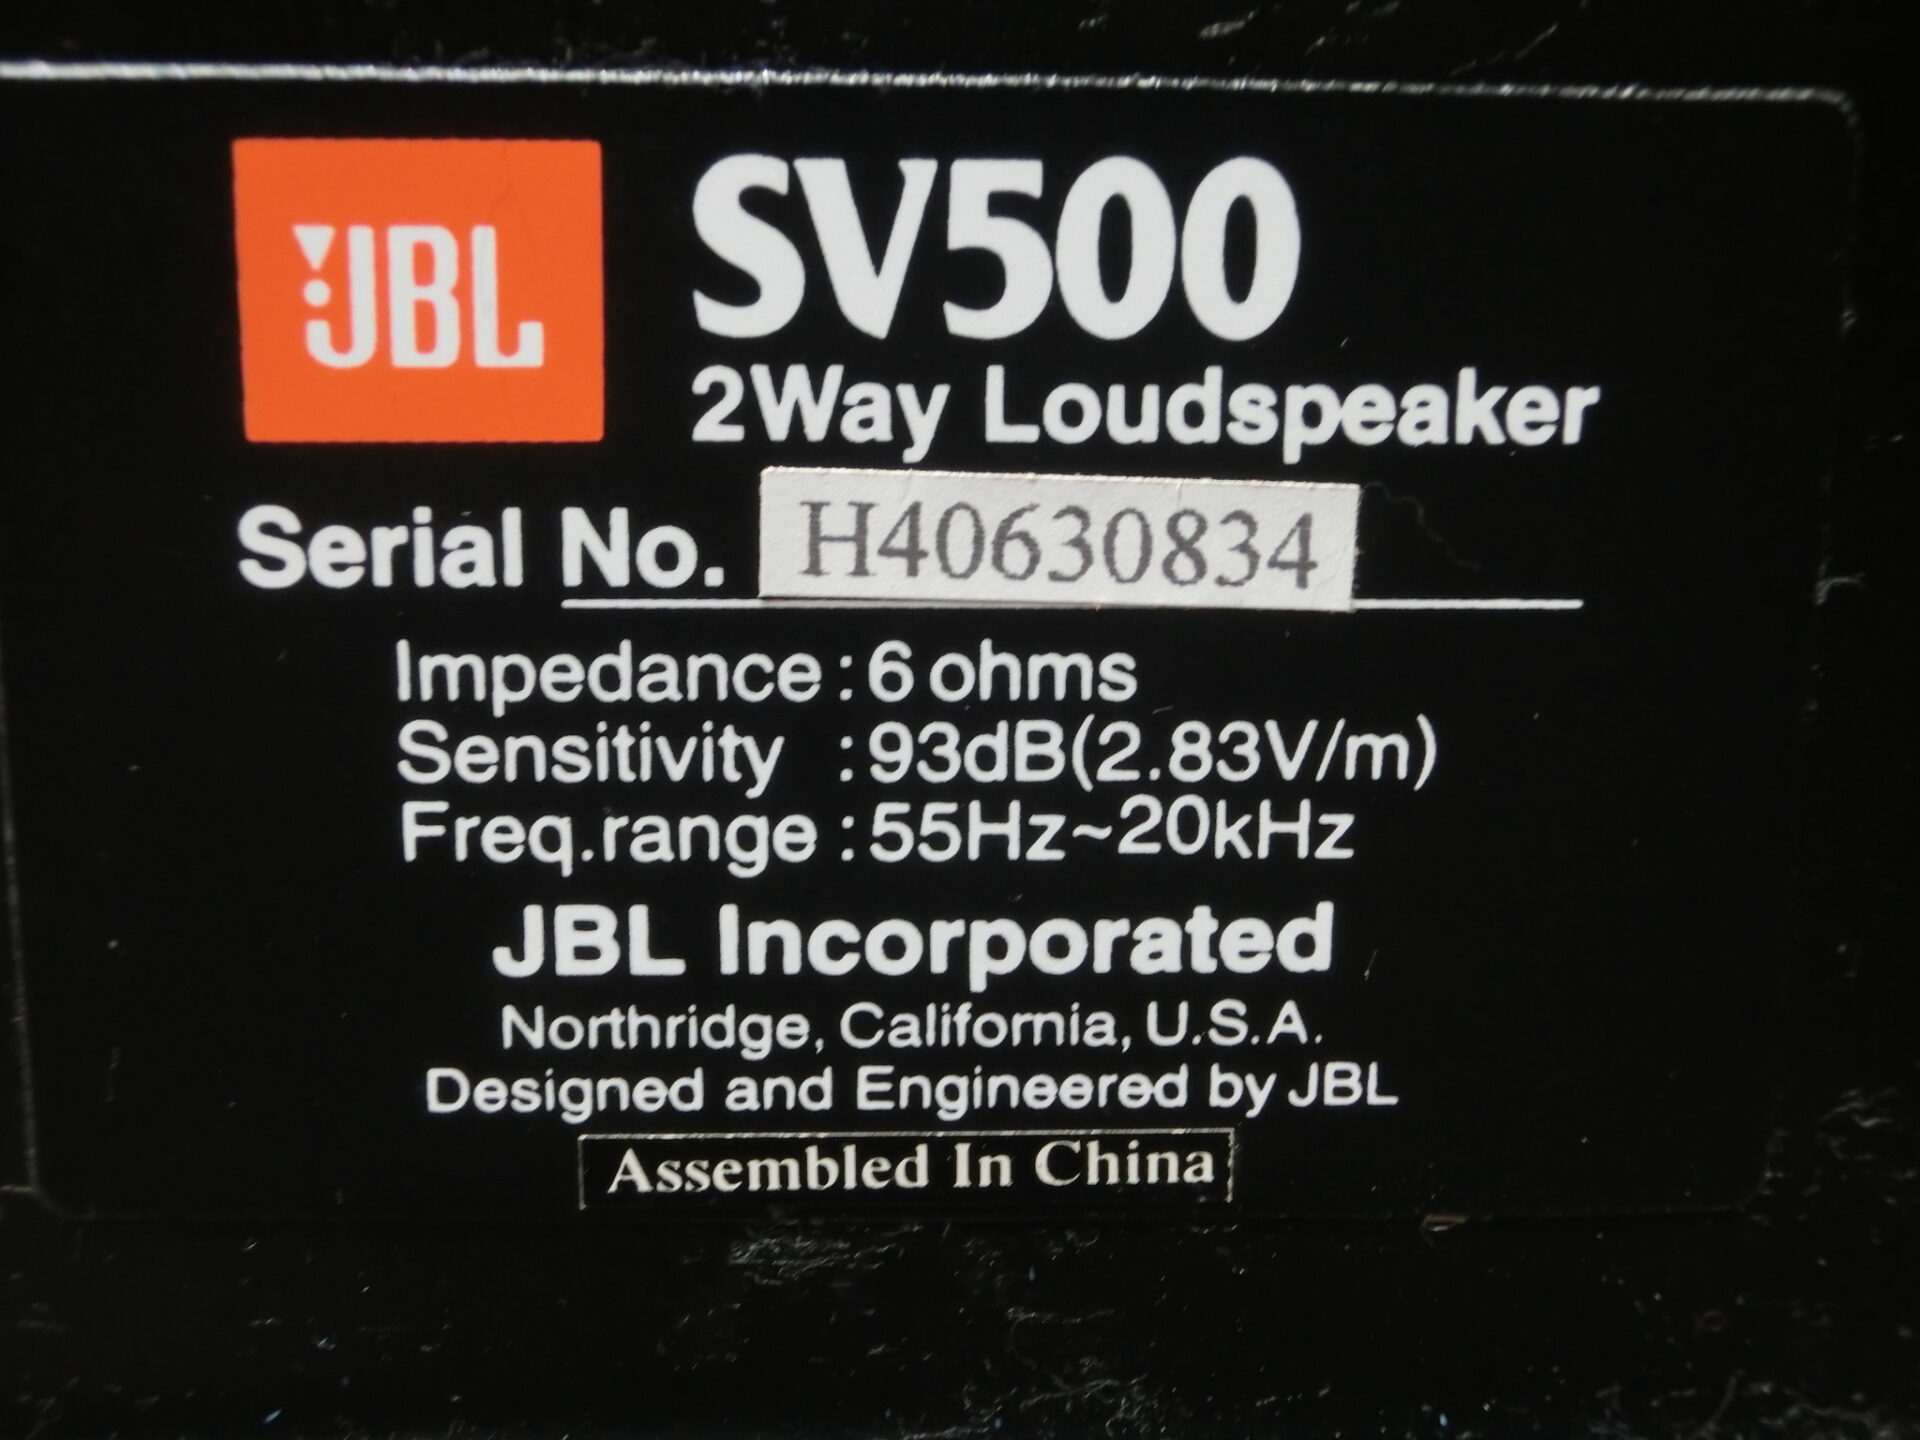 JBL
SV500
2Way Loudspeaker
Serial No. H40630834
Impedance : 6 ohms
Sensitivity : 93dB(2.83V/m)
Freq.range : 55Hz~20kHz
JBL Incorporated
Northridge, California, U.S.A.
Designed and Engineered by JBL
Assembled In China